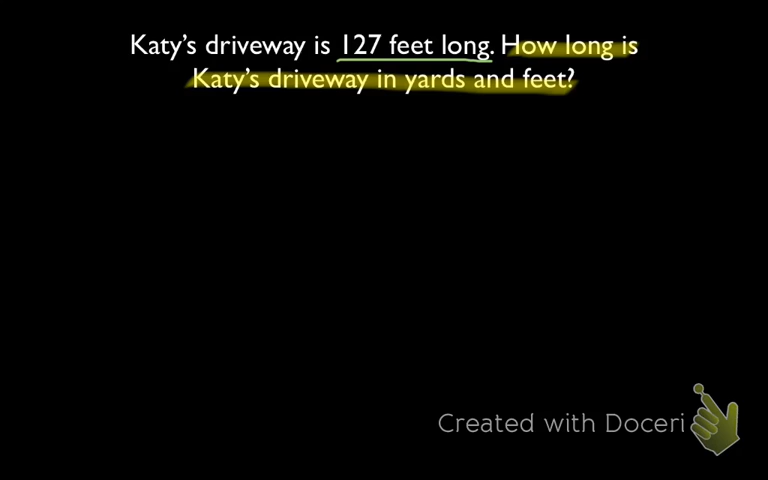 Katy's driveway is 127 feet long. How long is
Katy's driveway in yards and feet?
Created with Doceri